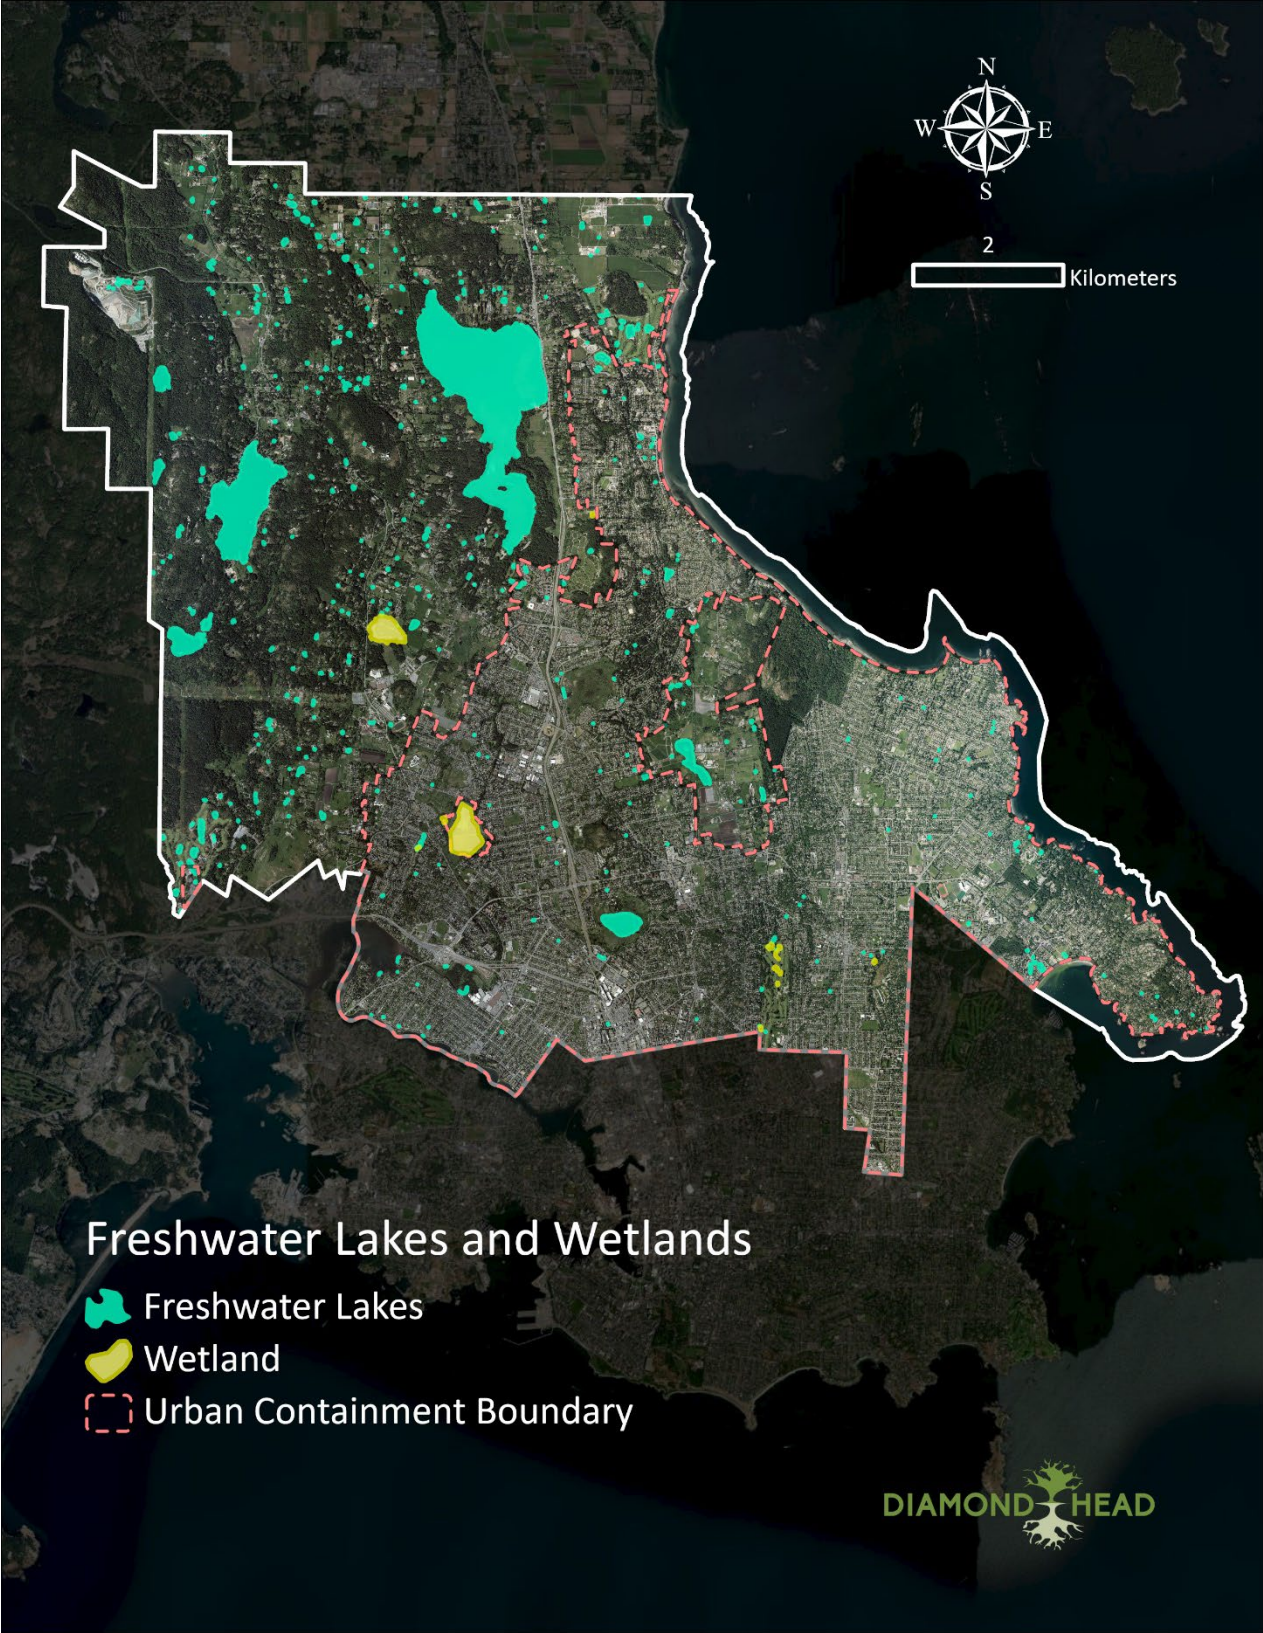 N
W E
S
2
Kilometers
Freshwater Lakes and Wetlands
Freshwater Lakes
Wetland
Urban Containment Boundary
DIAMOND HEAD